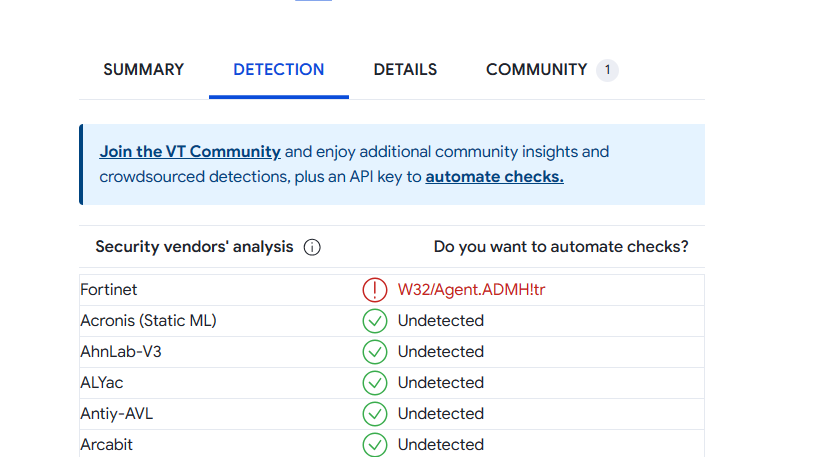 SUMMARY DETECTION DETAILS COMMUNITY 1
Join the VT Community and enjoy additional community insights and
crowdsourced detections, plus an API key to automate checks.
Security vendors' analysis Do you want to automate checks?
Fortinet W32/Agent.ADMH!tr
Acronis (Static ML) Undetected
AhnLab-V3 Undetected
ALYac Undetected
Antiy-AVL Undetected
Arcabit Undetected